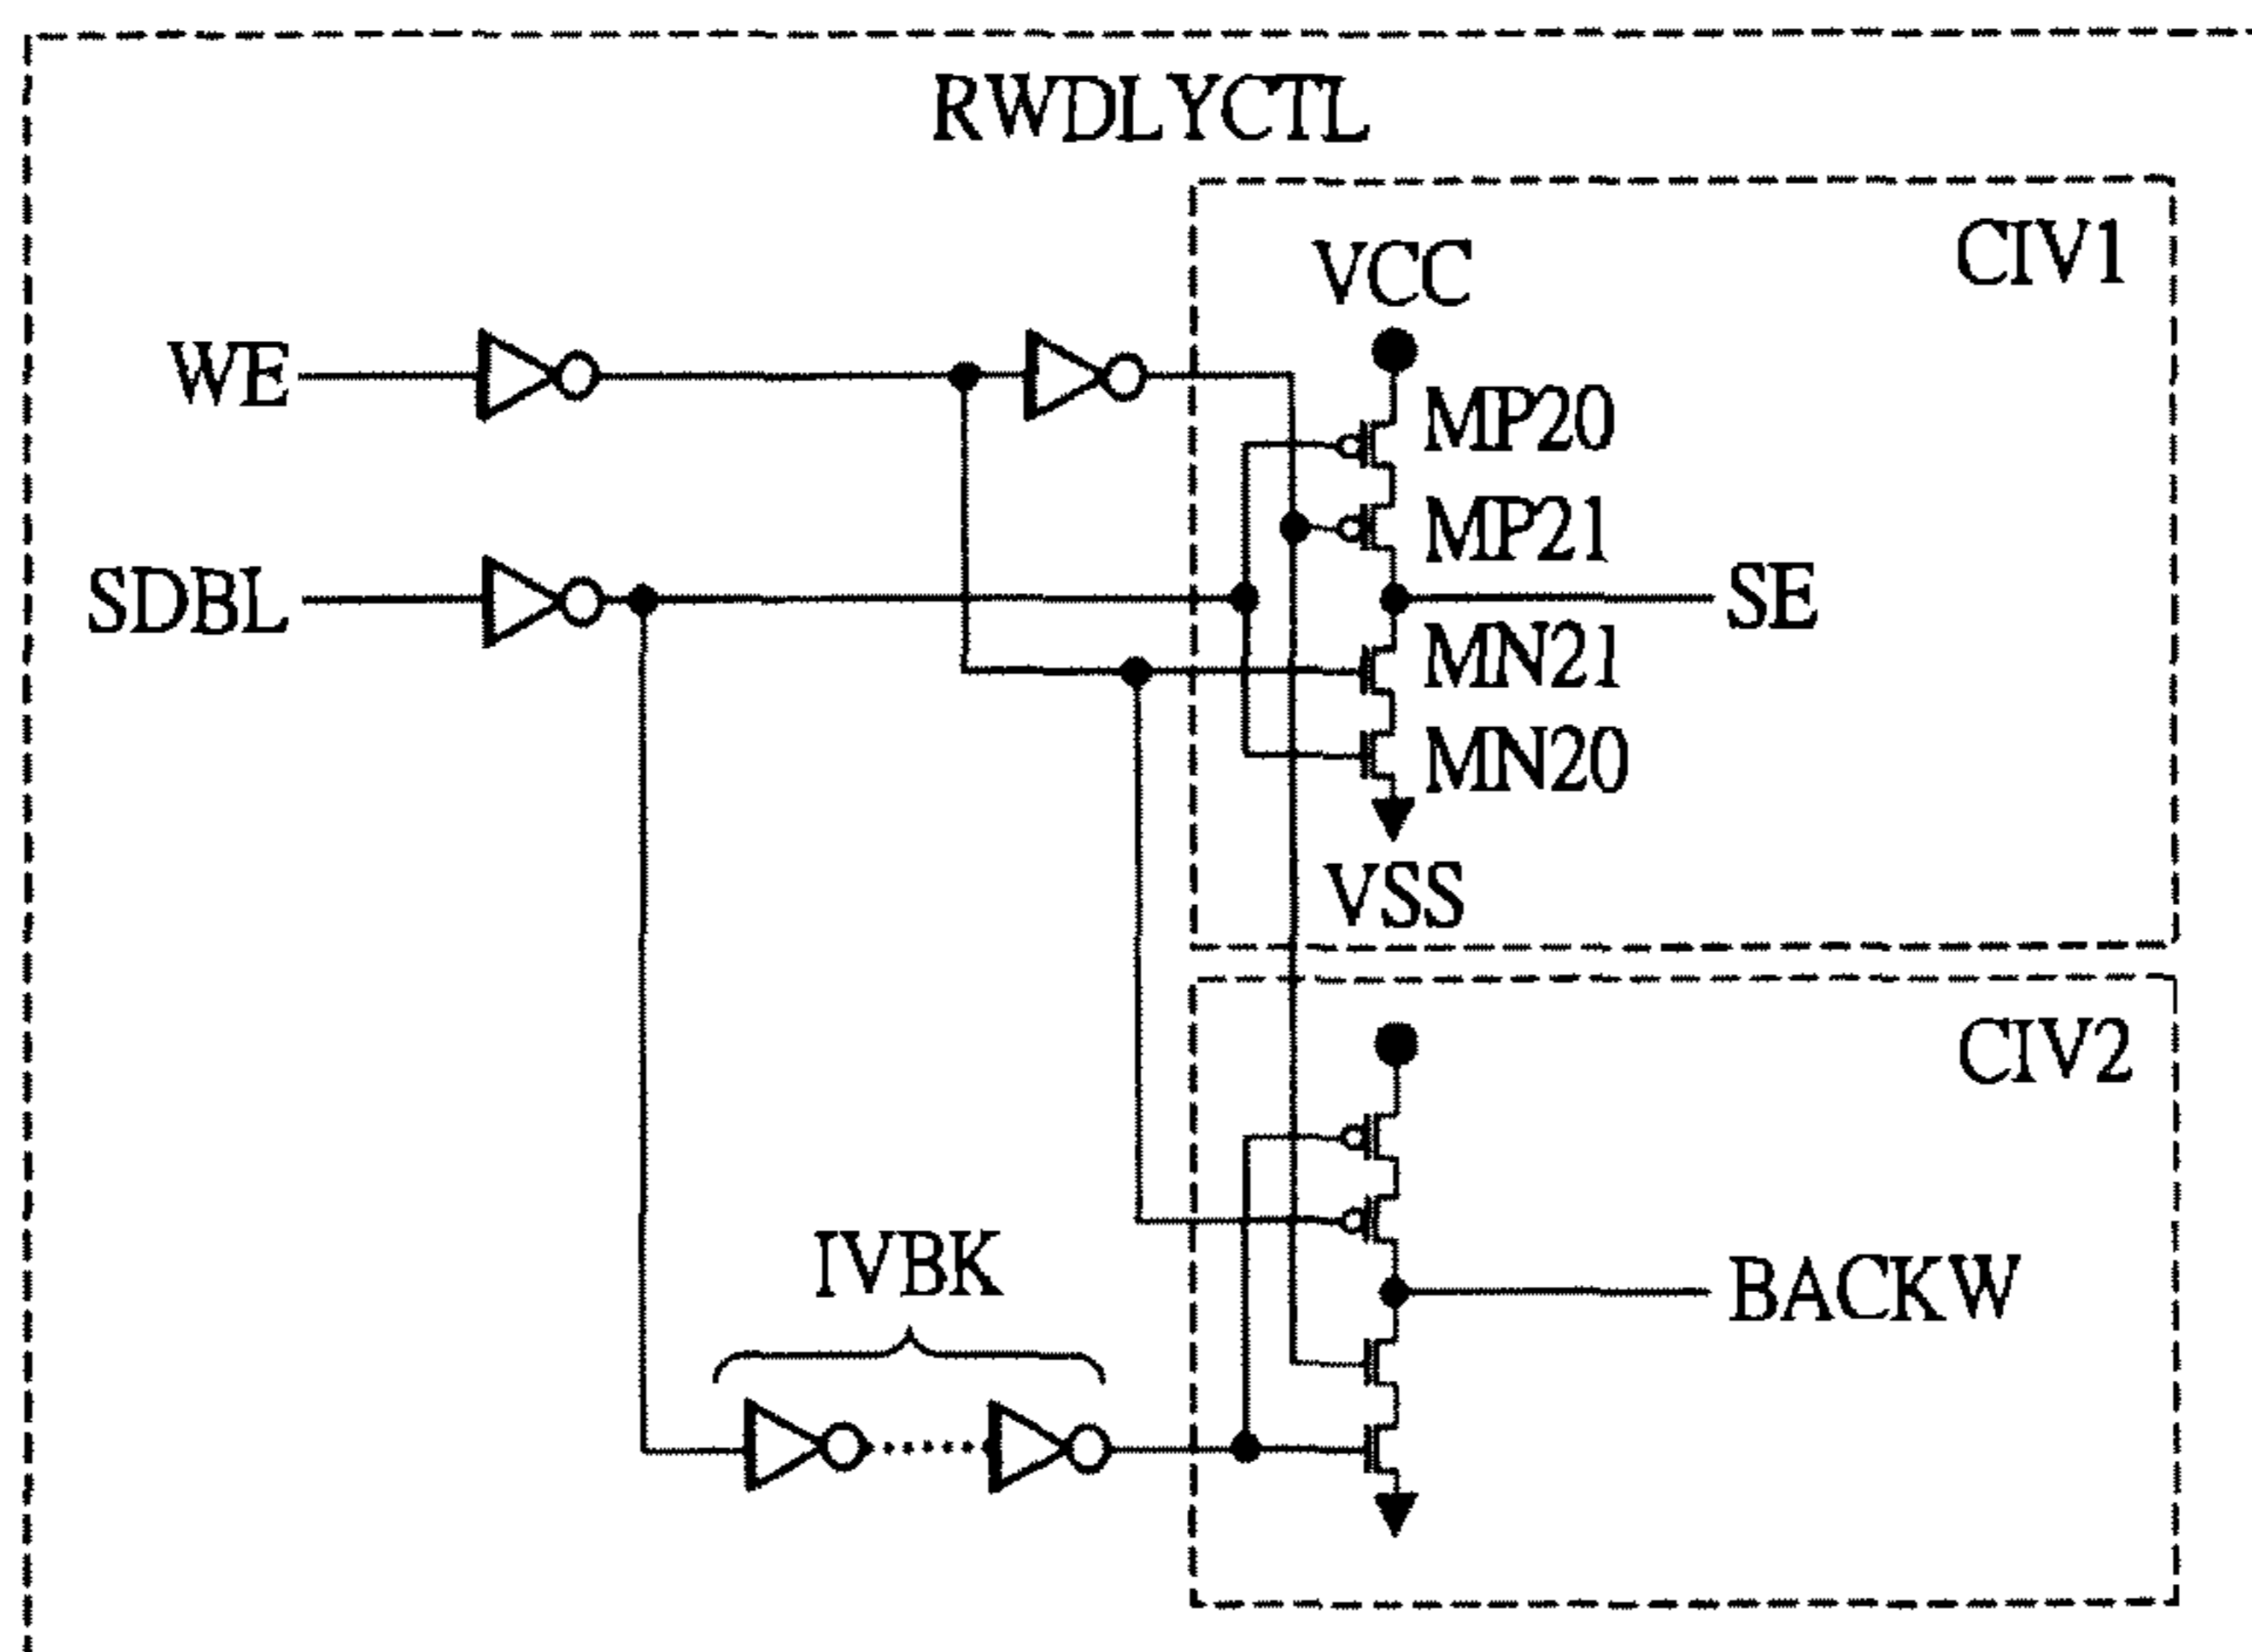 RWDLYCTL
CIV1
VCC
WE
MP20
MP21
SDBL
SE
MN21
MN20
VSS
CIV2
IVBK
BACKW